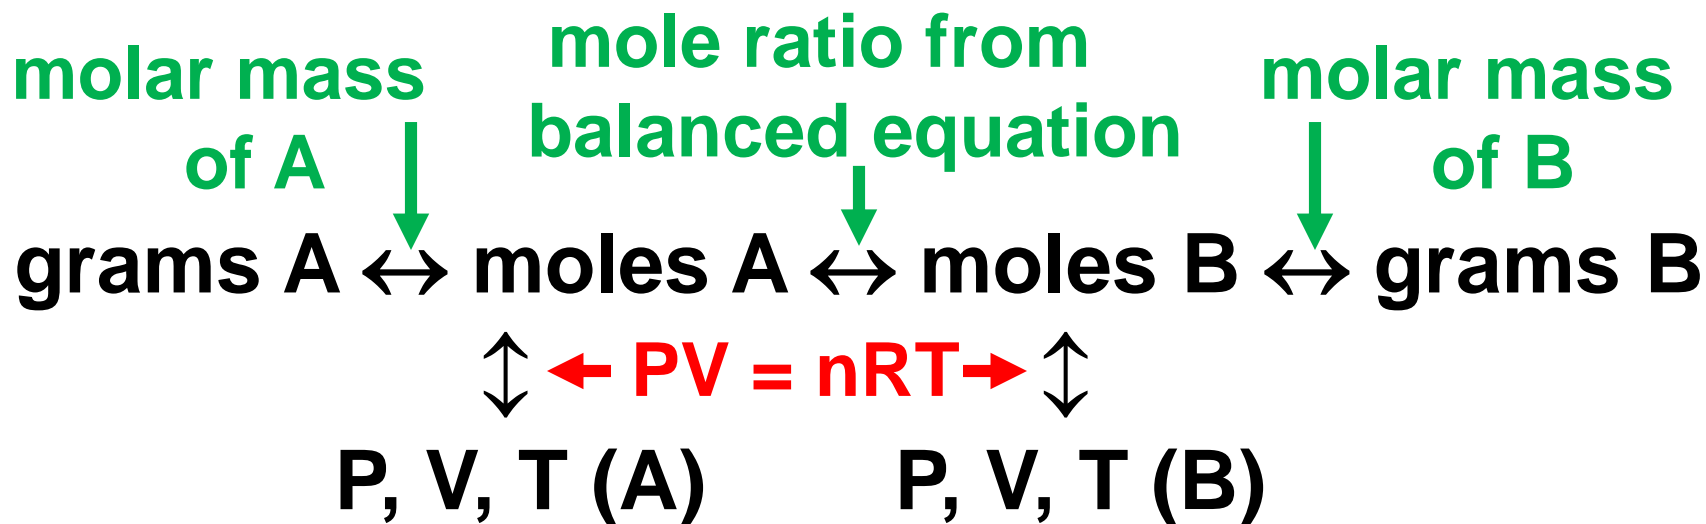 molar mass
of A
mole ratio from
balanced equation
molar mass
of B
grams A ↔ moles A ↔ moles B ↔ grams B
↕ ← PV = nRT → ↕
P, V, T (A) P, V, T (B)